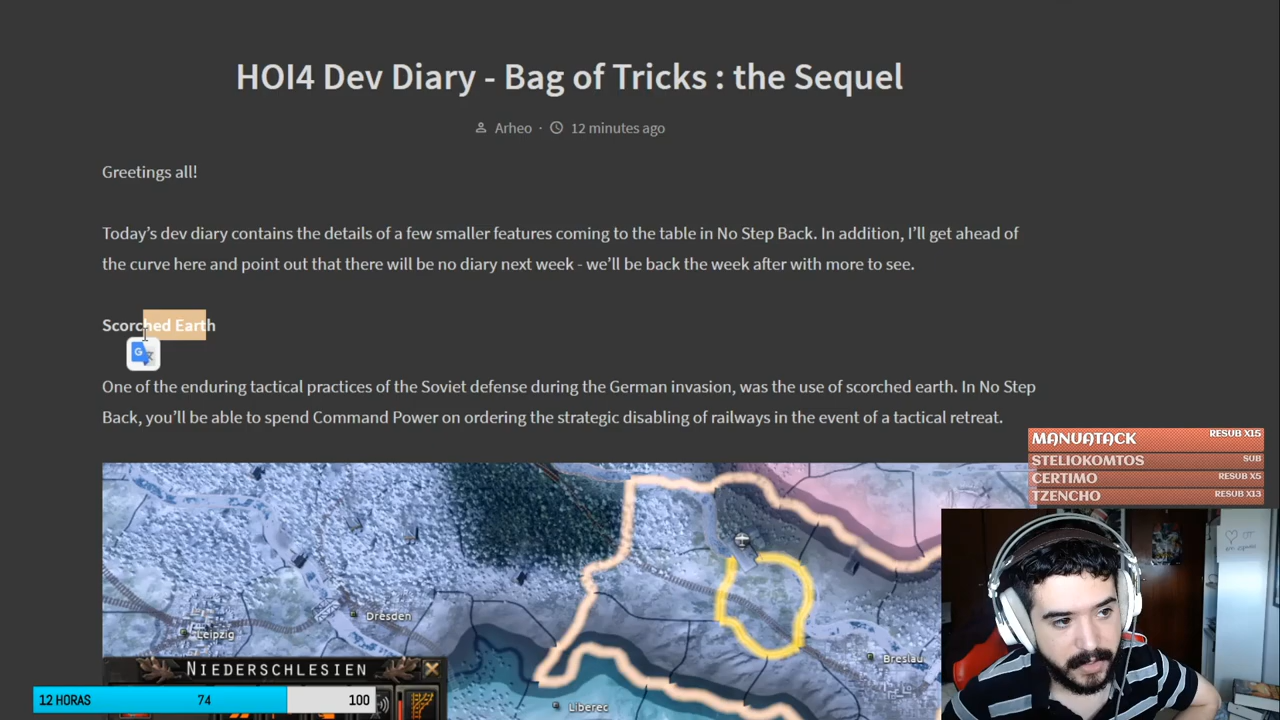 HOI4 Dev Diary - Bag of Tricks : the Sequel
Arheo · 12 minutes ago
Greetings all!
Today’s dev diary contains the details of a few smaller features coming to the table in No Step Back. In addition, I’ll get ahead of
the curve here and point out that there will be no diary next week - we’ll be back the week after with more to see.
Scorched Earth
One of the enduring tactical practices of the Soviet defense during the German invasion, was the use of scorched earth. In No Step
Back, you’ll be able to spend Command Power on ordering the strategic disabling of railways in the event of a tactical retreat.
MANUATACK RESUB X15
STELIOKOMTOS SUB
CERTIMO RESUB X5
TZENCHO RESUB X13
Dresden
Leipzig
Breslau
NIEDERSCHLESIEN
12 HORAS 74 100
Liberec